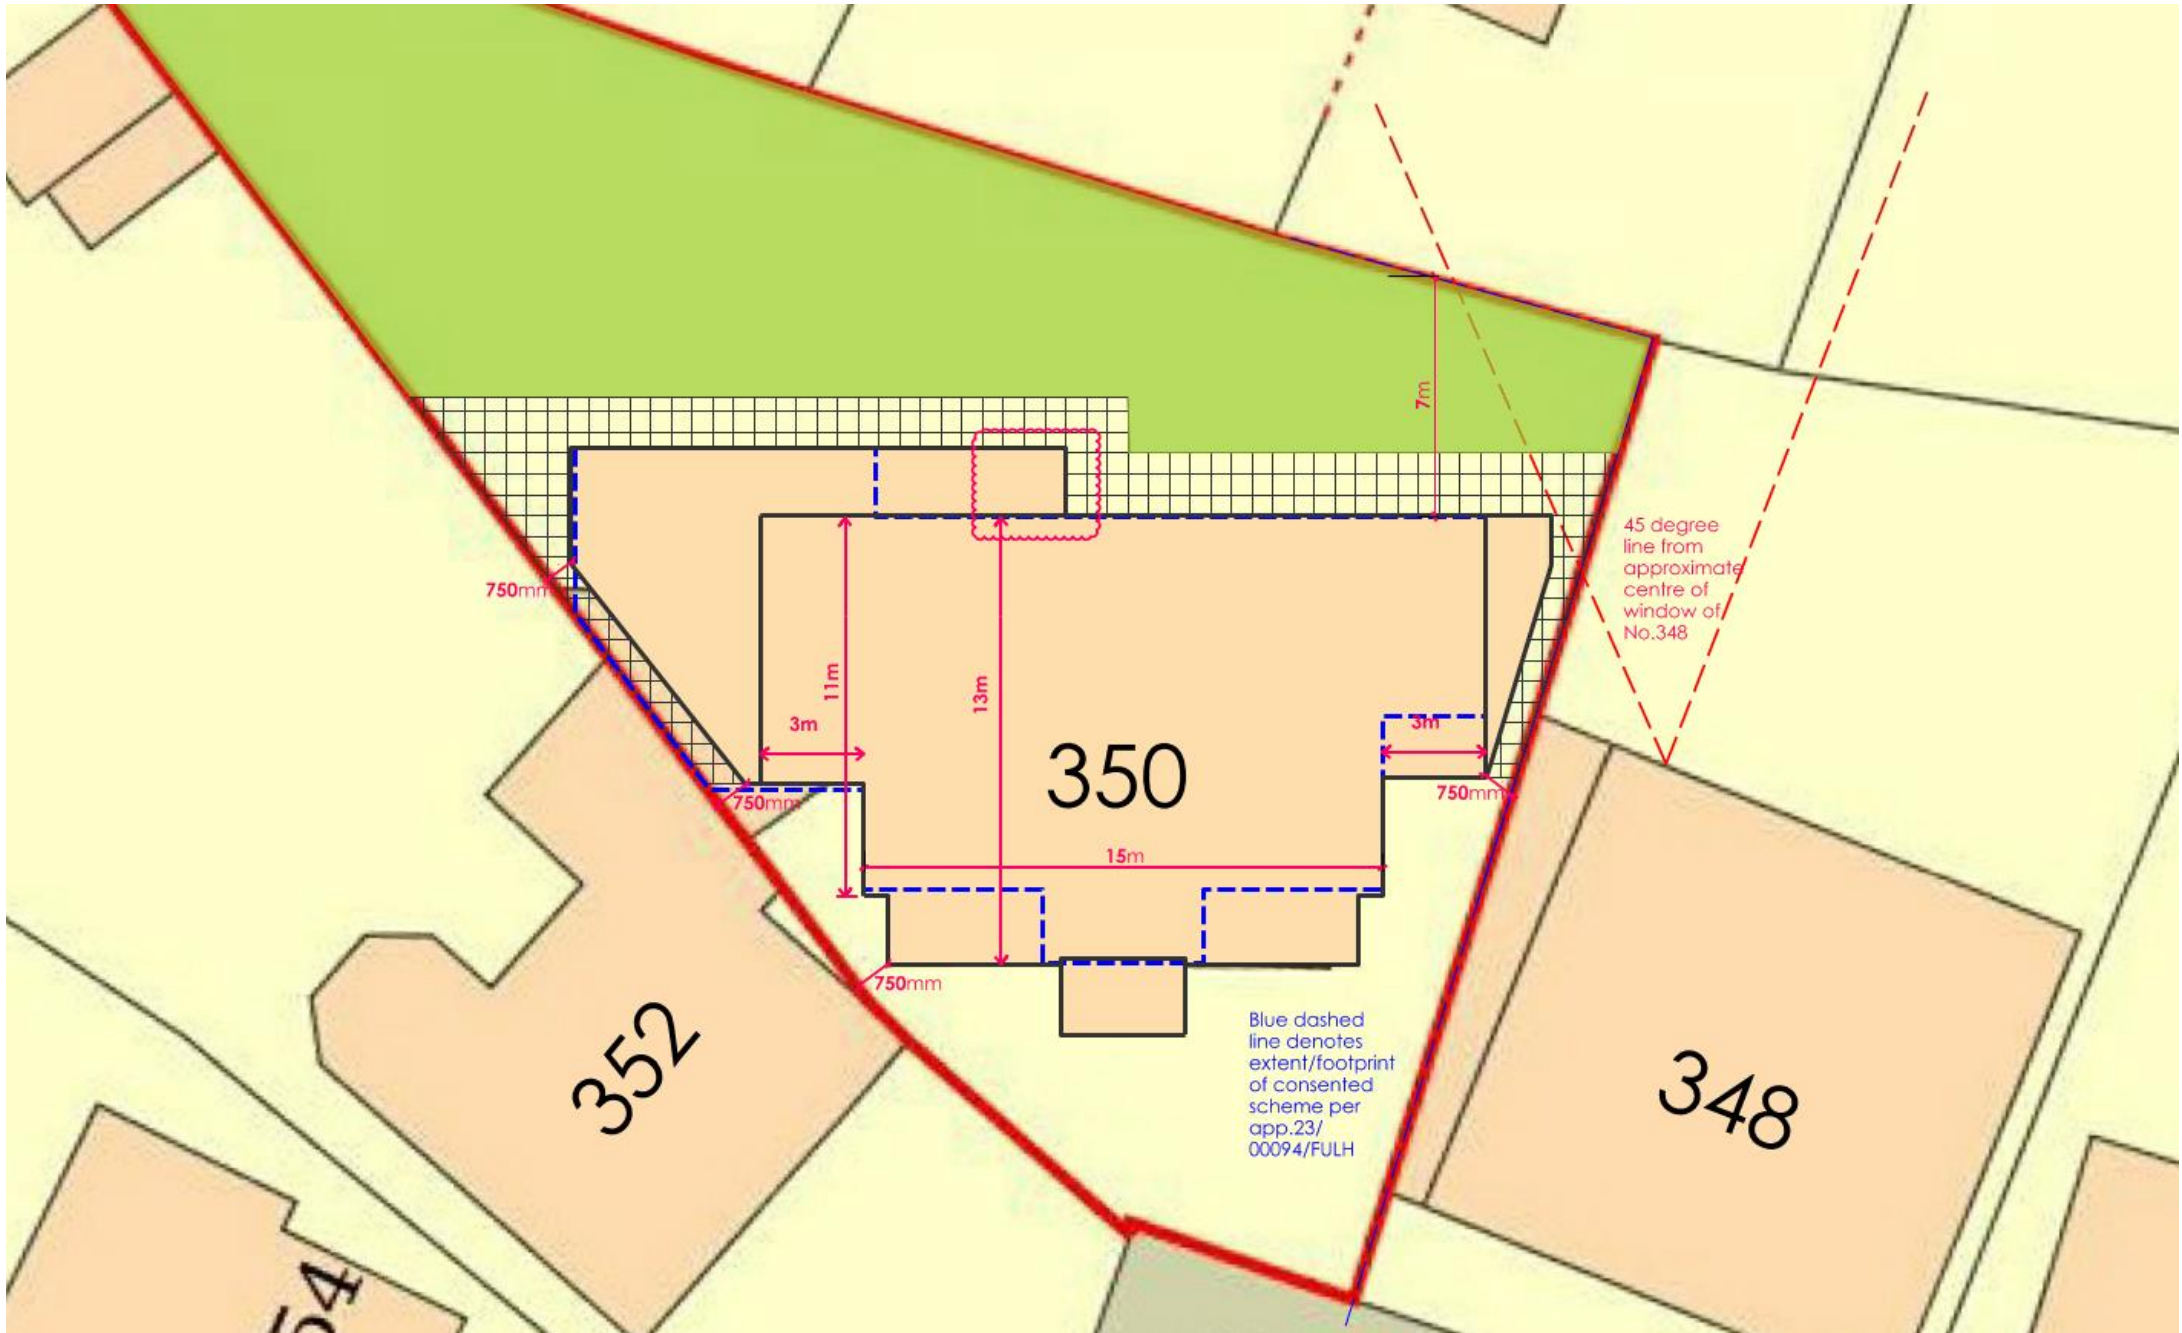 7m
45 degree
line from
approximate
centre of
window of
No.348
750mm
11m
13m
3m
3m
350
750mm
750mm
15m
750mm
352
Blue dashed
line denotes
extent/footprint
of consented
scheme per
app.23/
00094/FULH
348
54